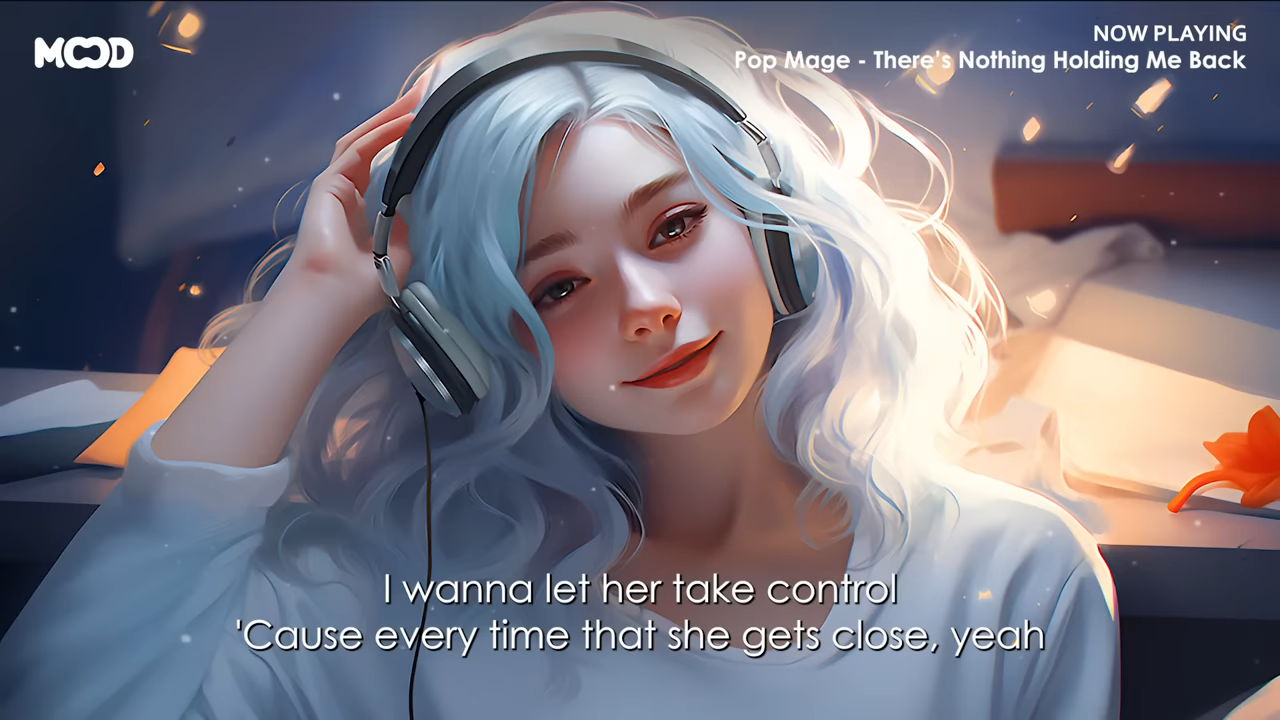 MOOD
NOW PLAYING
Pop Mage - There's Nothing Holding Me Back
I wanna let her take control
'Cause every time that she gets close, yeah